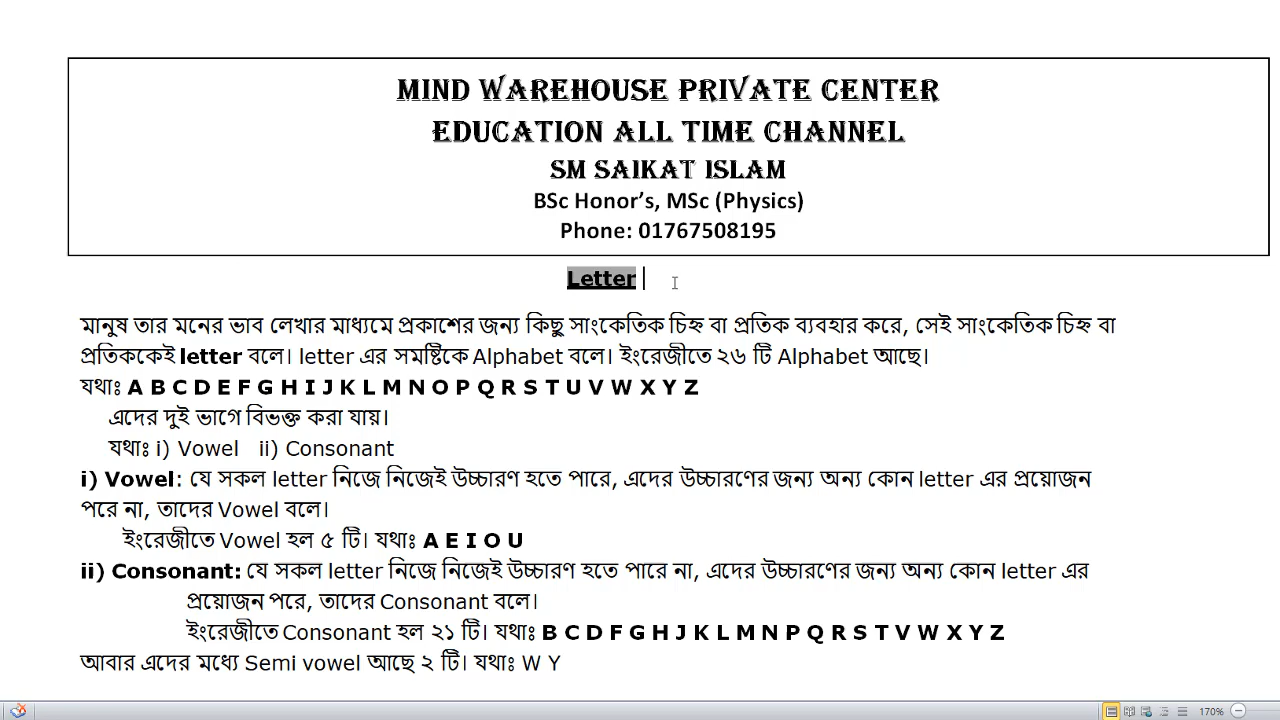 MIND WAREHOUSE PRIVATE CENTER
EDUCATION ALL TIME CHANNEL
SM SAIKAT ISLAM
BSc Honor’s, MSc (Physics)
Phone: 01767508195
Letter
মানুষ তার মনের ভাব লেখার মাধ্যমে প্রকাশের জন্য কিছু সাংকেতিক চিহ্ন বা প্রতিক ব্যবহার করে, সেই সাংকেতিক চিহ্ন বা
প্রতিককেই letter বলে। letter এর সমষ্টিকে Alphabet বলে। ইংরেজীতে ২৬ টি Alphabet আছে।
যথাঃ A B C D E F G H I J K L M N O P Q R S T U V W X Y Z
এদের দুই ভাগে বিভক্ত করা যায়।
যথাঃ i) Vowel ii) Consonant
i) Vowel: যে সকল letter নিজে নিজেই উচ্চারণ হতে পারে, এদের উচ্চারণের জন্য অন্য কোন letter এর প্রয়োজন
পরে না, তাদের Vowel বলে।
ইংরেজীতে Vowel হল ৫ টি। যথাঃ A E I O U
ii) Consonant: যে সকল letter নিজে নিজেই উচ্চারণ হতে পারে না, এদের উচ্চারণের জন্য অন্য কোন letter এর
প্রয়োজন পরে, তাদের Consonant বলে।
ইংরেজীতে Consonant হল ২১ টি। যথাঃ B C D F G H J K L M N P Q R S T V W X Y Z
আবার এদের মধ্যে Semi vowel আছে ২ টি। যথাঃ W Y
170%